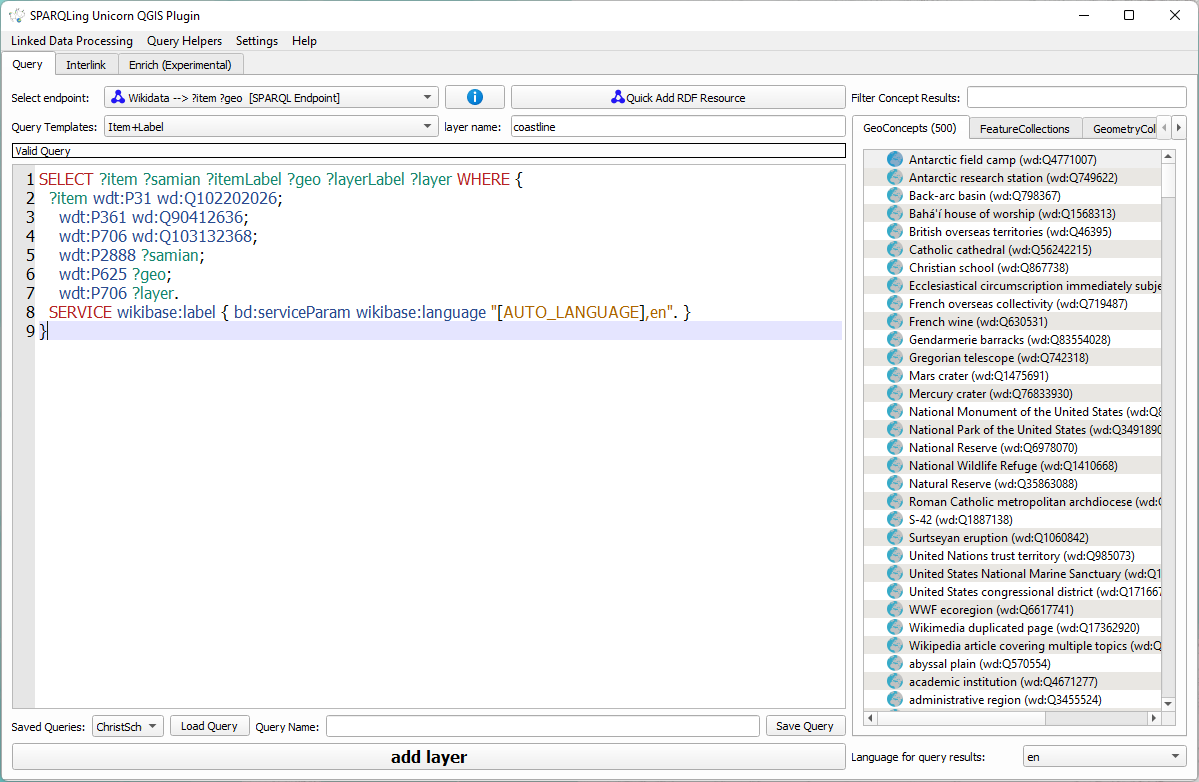 SPARQLing Unicorn QGIS Plugin
Linked Data Processing Query Helpers Settings Help
Query Interlink Enrich (Experimental)
Select endpoint: Wikidata --> ?item ?geo [SPARQL Endpoint] Quick Add RDF Resource
Query Templates: Item+Label layer name: coastline
Valid Query
1 SELECT ?item ?samian ?itemLabel ?geo ?layerLabel ?layer WHERE {
2 ?item wdt:P31 wd:Q102202026;
3 wdt:P361 wd:Q90412636;
4 wdt:P706 wd:Q103132368;
5 wdt:P2888 ?samian;
6 wdt:P625 ?geo;
7 wdt:P706 ?layer.
8 SERVICE wikibase:label { bd:serviceParam wikibase:language "[AUTO_LANGUAGE],en". }
9 }
Saved Queries: ChristSch Load Query Query Name: Save Query
add layer
Filter Concept Results:
GeoConcepts (500) FeatureCollections GeometryCol
Antarctic field camp (wd:Q4771007)
Antarctic research station (wd:Q749622)
Back-arc basin (wd:Q798367)
Bahá'í house of worship (wd:Q1568313)
British overseas territories (wd:Q46395)
Catholic cathedral (wd:Q56242215)
Christian school (wd:Q867738)
Ecclesiastical circumscription immediately subje
French overseas collectivity (wd:Q719487)
French wine (wd:Q630531)
Gendarmerie barracks (wd:Q83554028)
Gregorian telescope (wd:Q742318)
Mars crater (wd:Q1475691)
Mercury crater (wd:Q76833930)
National Monument of the United States (wd:Q8
National Park of the United States (wd:Q3491890
National Reserve (wd:Q6978070)
National Wildlife Refuge (wd:Q1410668)
Natural Reserve (wd:Q35863088)
Roman Catholic metropolitan archdiocese (wd:
S-42 (wd:Q1887138)
Surtseyan eruption (wd:Q1060842)
United Nations trust territory (wd:Q985073)
United States National Marine Sanctuary (wd:Q1
United States congressional district (wd:Q171667
WWF ecoregion (wd:Q6617741)
Wikimedia duplicated page (wd:Q17362920)
Wikipedia article covering multiple topics (wd:Q
abyssal plain (wd:Q570554)
academic institution (wd:Q4671277)
administrative region (wd:Q3455524)
Language for query results: en